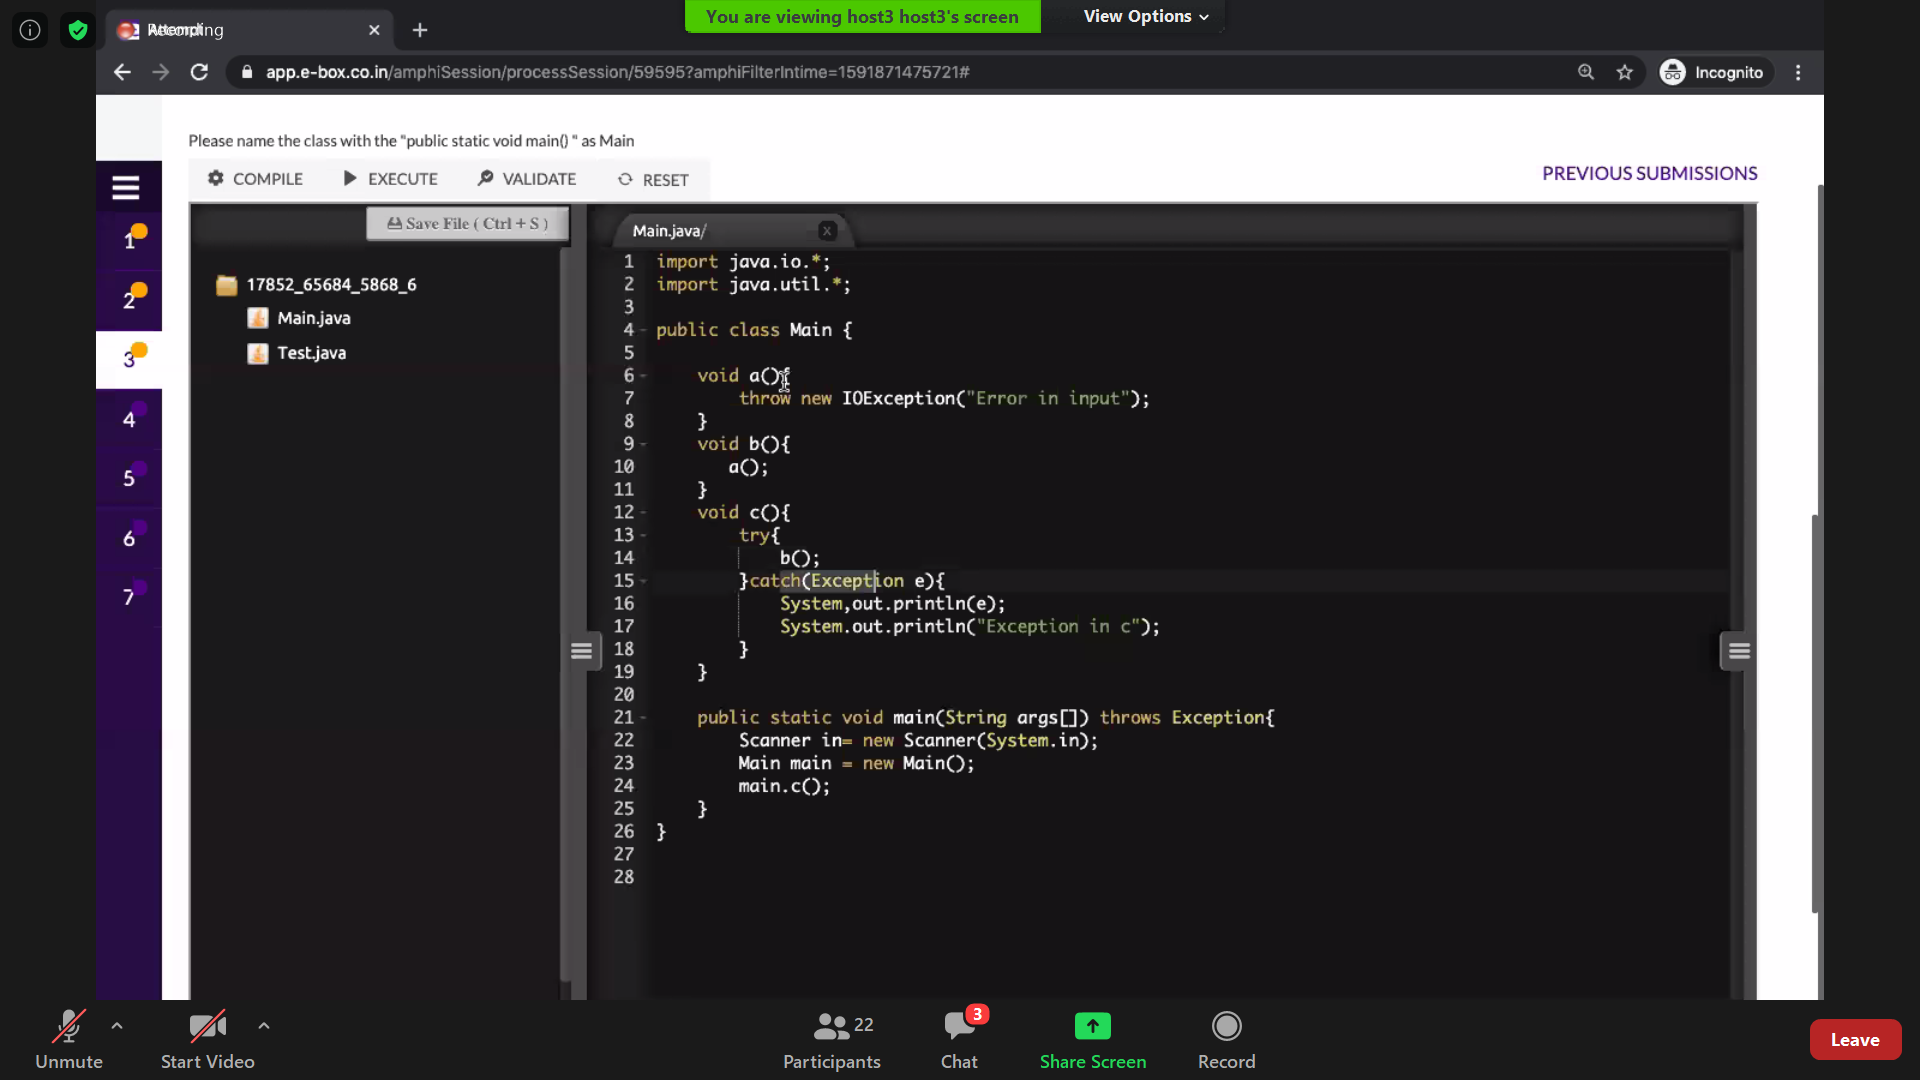 You are viewing host3 host3's screen
View Options
app.e-box.co.in/amphiSession/processSession/59595?amphiFilterIntime=1591871475721#
Incognito
Please name the class with the "public static void main() " as Main
COMPILE EXECUTE VALIDATE RESET
PREVIOUS SUBMISSIONS
1
2
3
4
5
6
7
Save File ( Ctrl + S )
17852_65684_5868_6
Main.java
Test.java
Main.java/ X
1 import java.io.*;
2 import java.util.*;
3
4 public class Main {
5
6 void a(){
7 throw new IOException("Error in input");
8 }
9 void b(){
10 a();
11 }
12 void c(){
13 try{
14 b();
15 }catch(Exception e){
16 System,out.println(e);
17 System.out.println("Exception in c");
18 }
19 }
20
21 public static void main(String args[]) throws Exception{
22 Scanner in= new Scanner(System.in);
23 Main main = new Main();
24 main.c();
25 }
26 }
27
28
Unmute
Start Video
22
Participants
3
Chat
Share Screen
Record
Leave